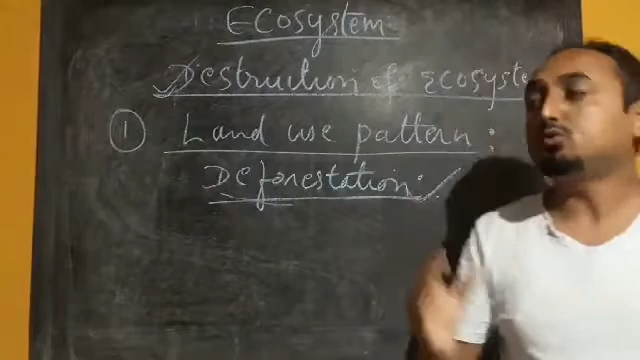 Ecosystem
Destruction of Ecosyste
1 Land use pattern :
Deforestation